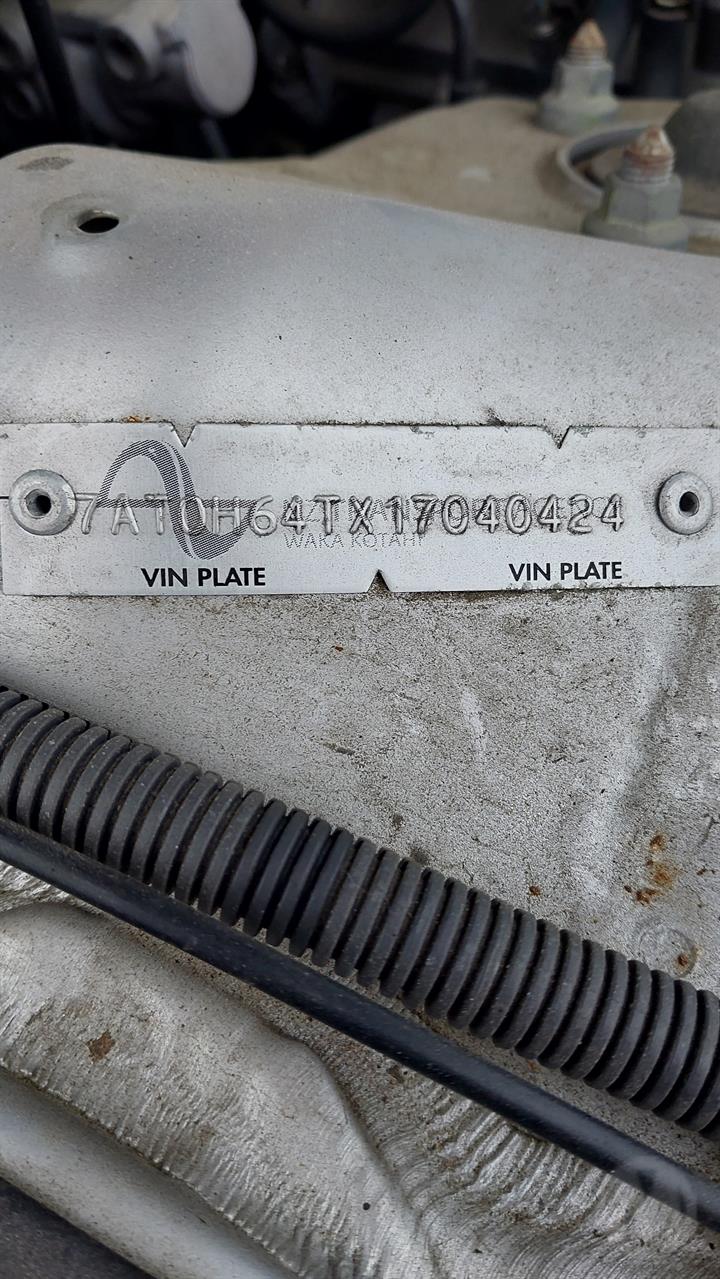 7AT0H64TX17040424
WAKA KOTAHI
VIN PLATE VIN PLATE